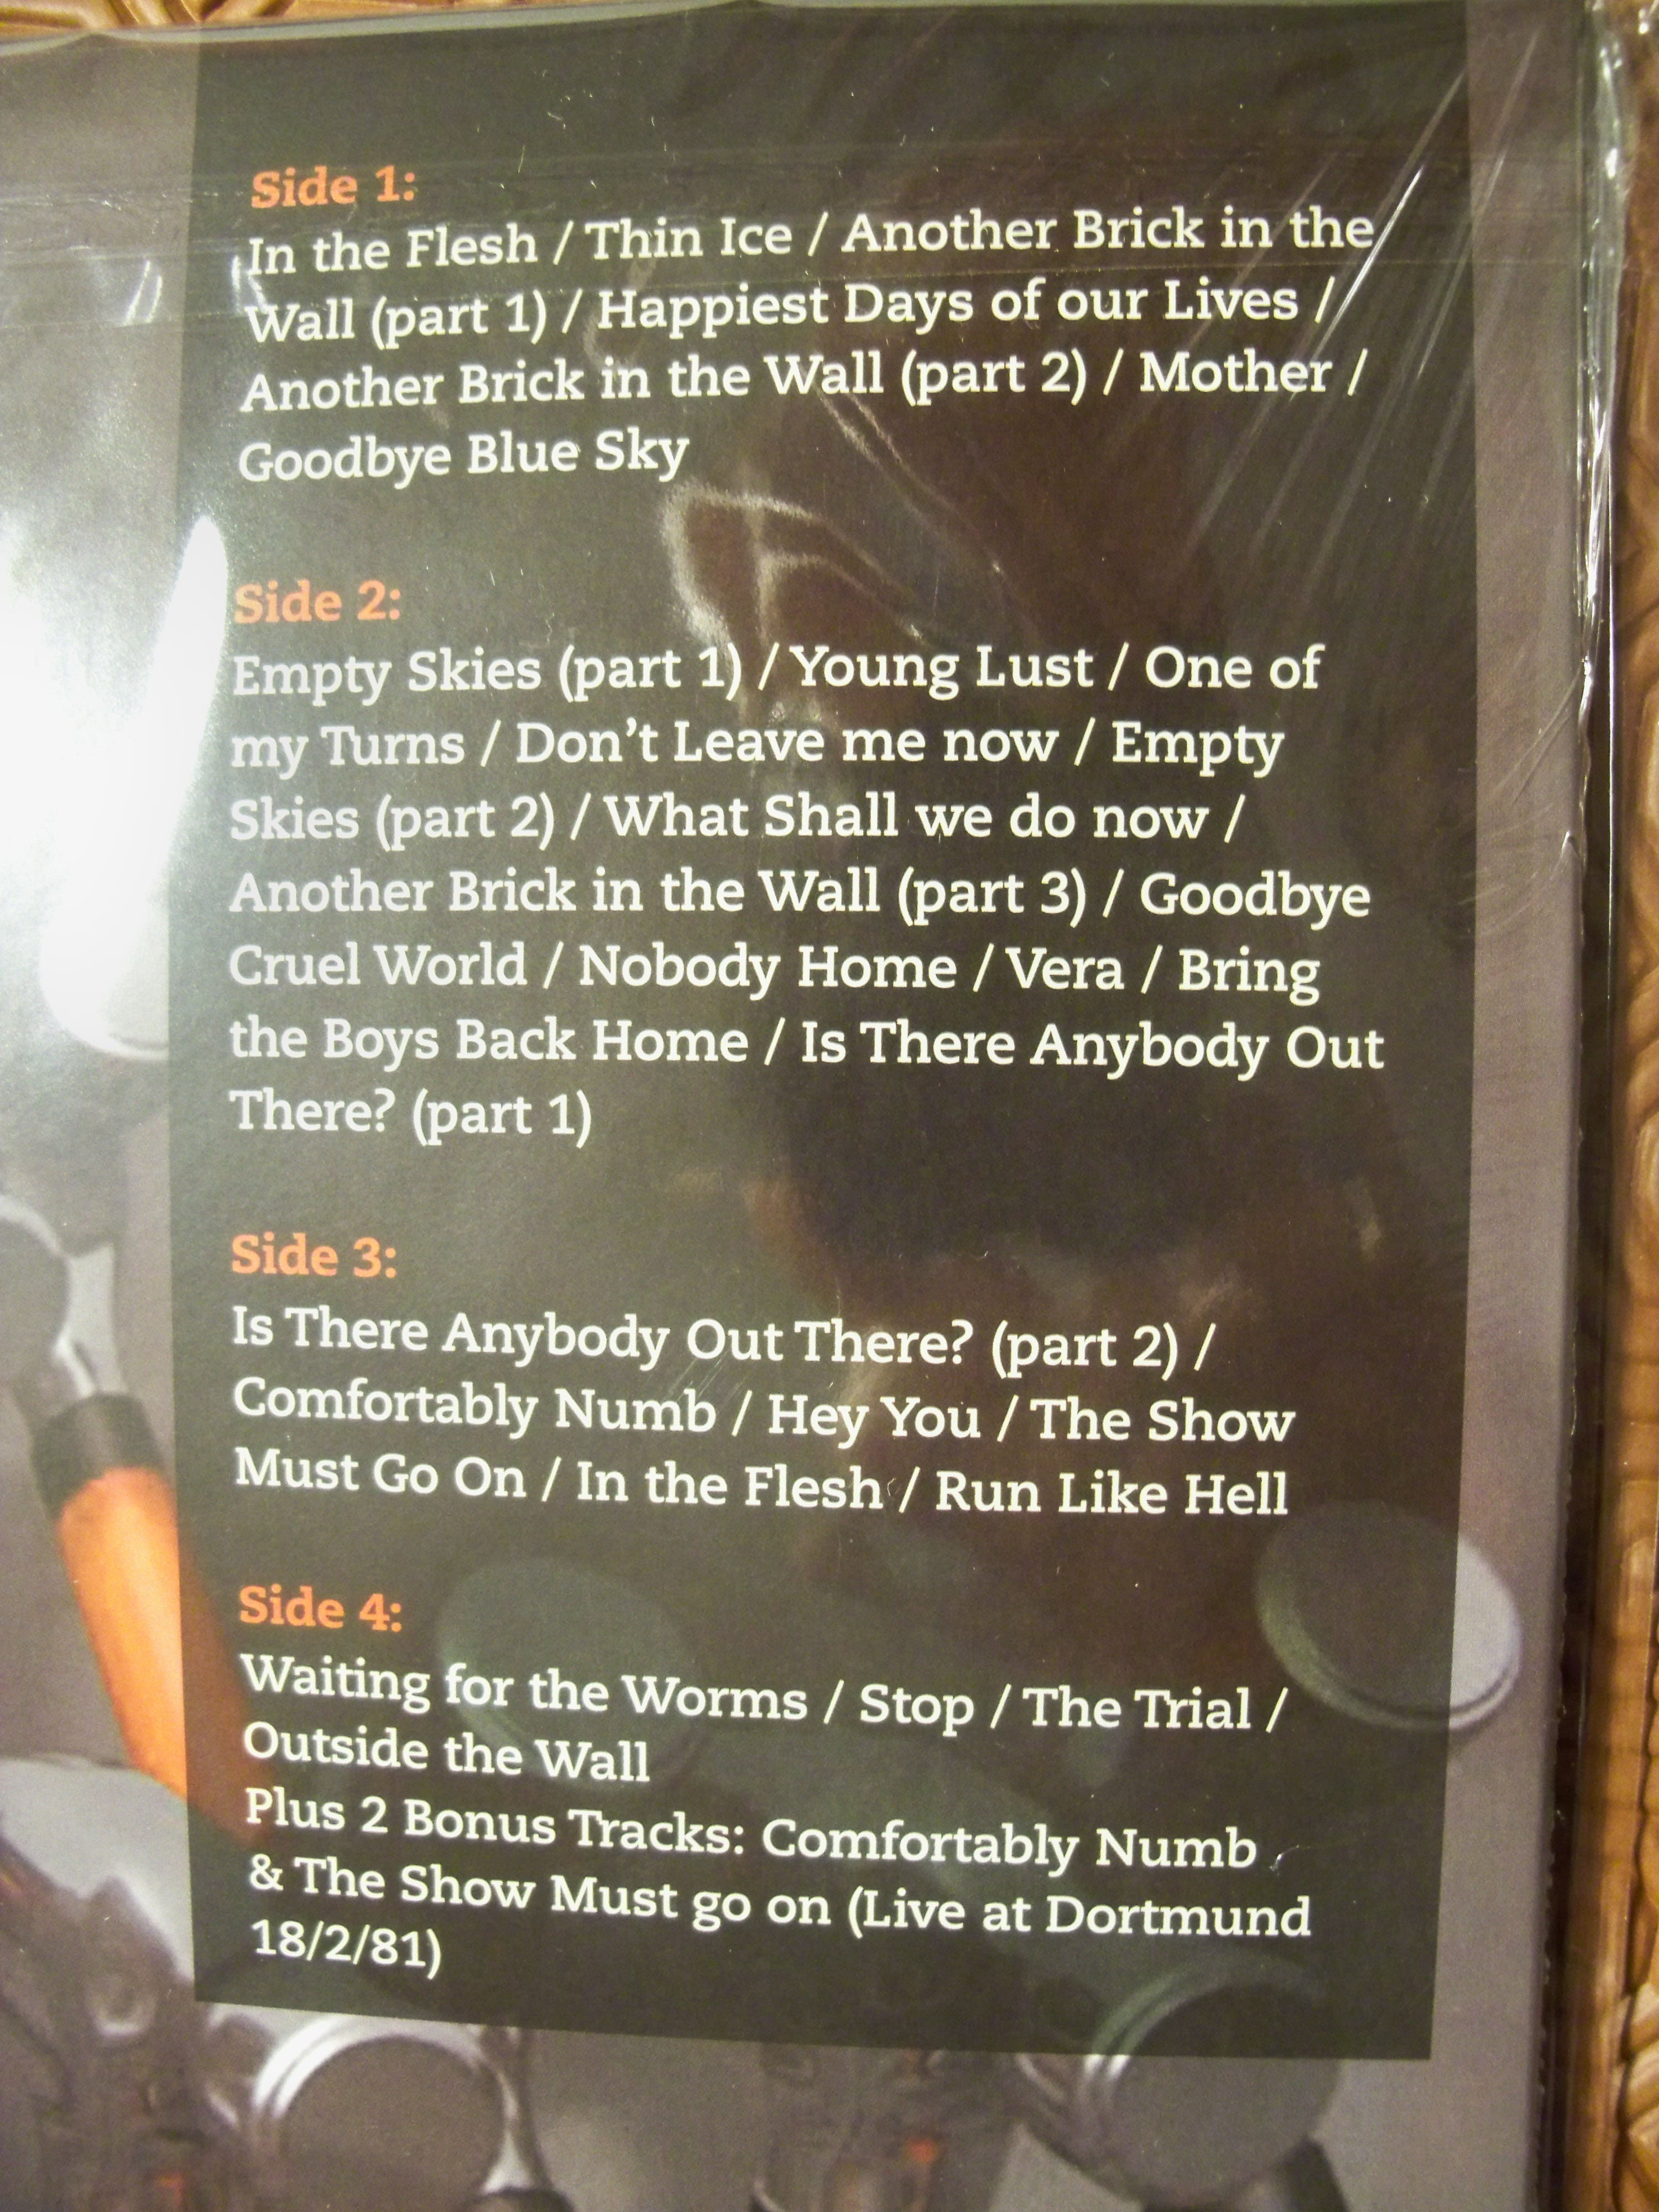 Side 1:
In the Flesh / Thin Ice / Another Brick in the
Wall (part 1) / Happiest Days of our Lives /
Another Brick in the Wall (part 2) / Mother /
Goodbye Blue Sky
Side 2:
Empty Skies (part 1) / Young Lust / One of
my Turns / Don't Leave me now / Empty
Skies (part 2) / What Shall we do now /
Another Brick in the Wall (part 3) / Goodbye
Cruel World / Nobody Home / Vera / Bring
the Boys Back Home / Is There Anybody Out
There? (part 1)
Side 3:
Is There Anybody Out There? (part 2) /
Comfortably Numb / Hey You / The Show
Must Go On / In the Flesh / Run Like Hell
Side 4:
Waiting for the Worms / Stop / The Trial /
Outside the Wall
Plus 2 Bonus Tracks: Comfortably Numb
& The Show Must go on (Live at Dortmund
18/2/81)